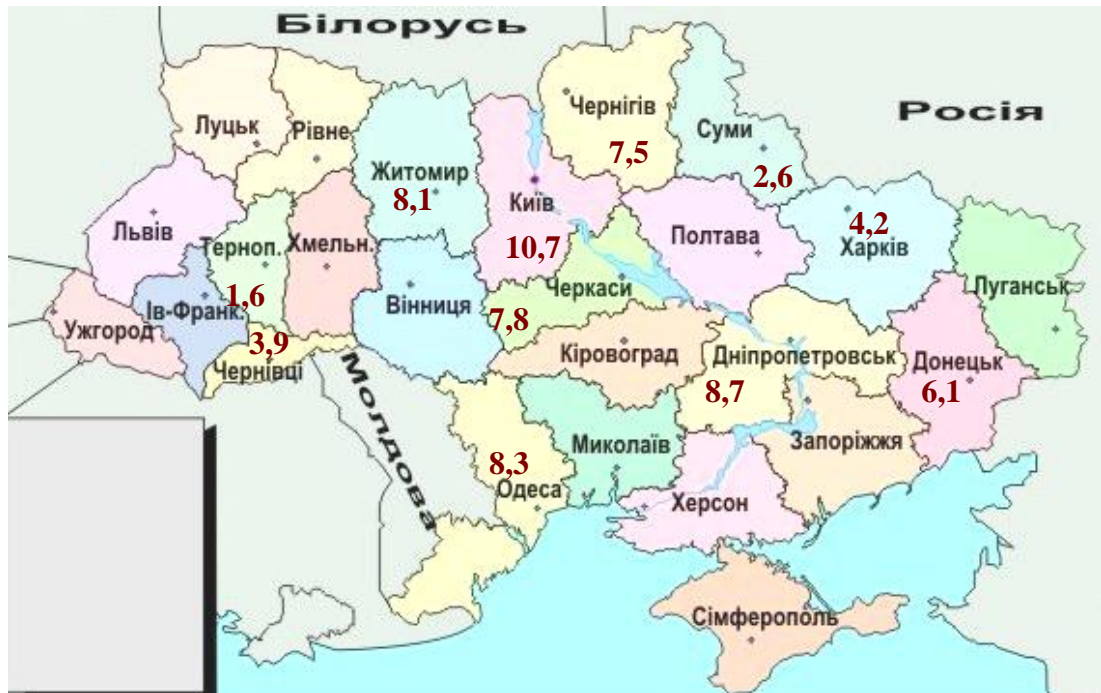 Білорусь
Росія
Чернігів
7,5
Луцьк
Рівне
Суми
2,6
Житомир
8,1
Київ
10,7
4,2
Харків
Львів
Терноп.
1,6
Хмельн.
Полтава
Черкаси
7,8
Луганськ
Ів-Франк.
Ужгород
Вінниця
3,9
Чернівці
Кіровоград
Дніпропетровськ
8,7
Донецьк
6,1
Молдова
8,3
Одеса
Миколаїв
Запоріжжя
Херсон
Сімферополь